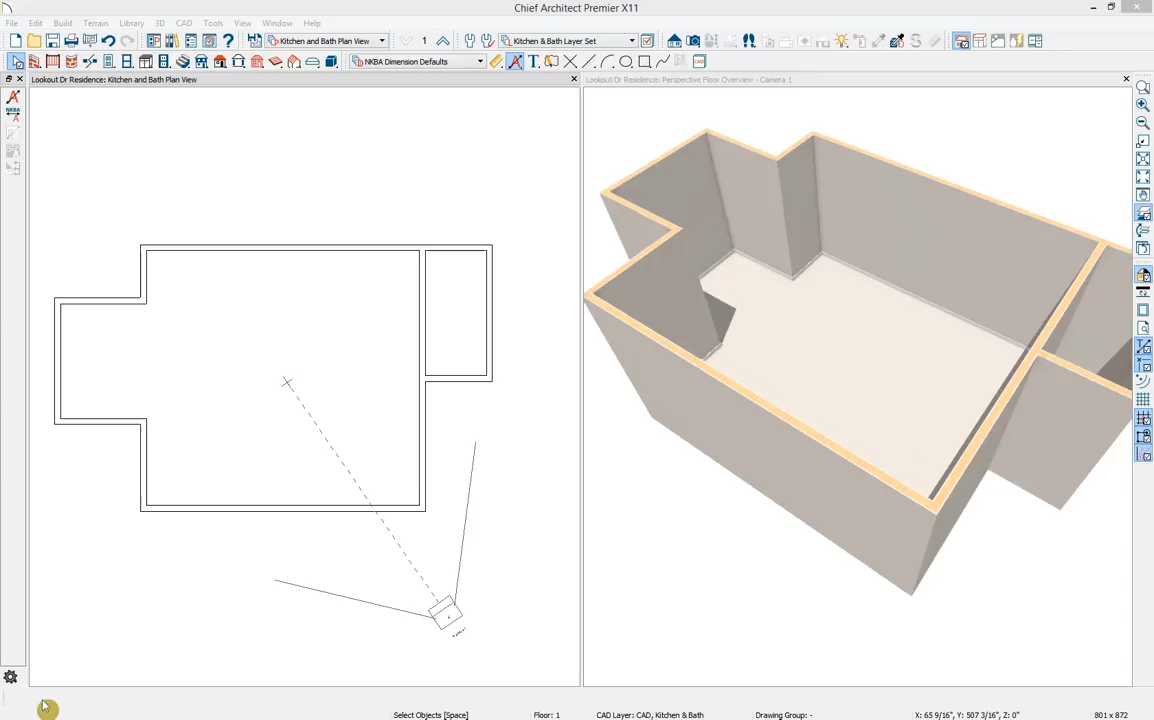 Chief Architect Premier X11
File Edit Build Terrain Library 3D CAD Tools View Window Help
Kitchen and Bath Plan View 1 Kitchen & Bath Layer Set
NKBA Dimension Defaults
Lookout Dr Residence: Kitchen and Bath Plan View
Lookout Dr Residence: Perspective Floor Overview - Camera 1
NKBA
Select Objects [Space] Floor: 1 CAD Layer: CAD, Kitchen & Bath Drawing Group: - X: 65 9/16", Y: 507 3/16", Z: 0" 801 x 872